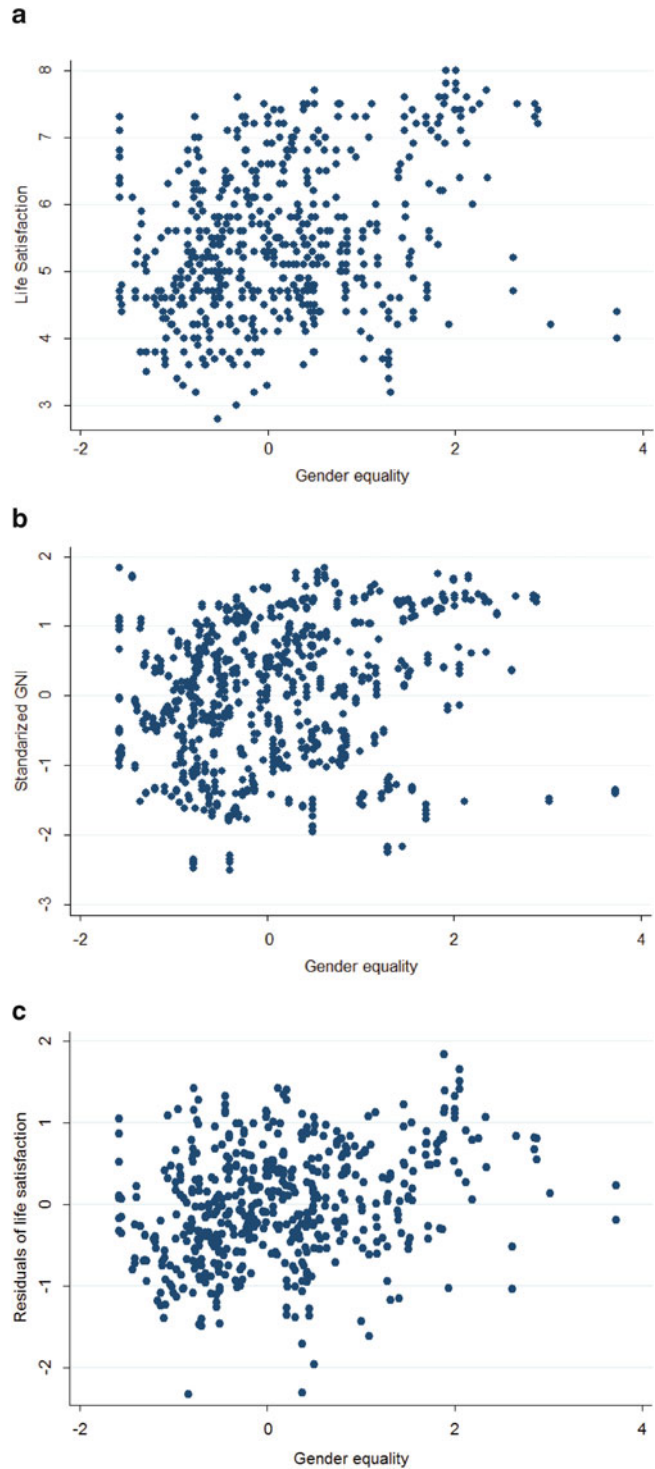 a
8
7
6
5
4
3
Life Satisfaction
-2 0 2 4
Gender equality
b
2
1
0
-1
-2
-3
Standarized GNI
-2 0 2 4
Gender equality
c
2
1
0
-1
-2
Residuals of life satisfaction
-2 0 2 4
Gender equality